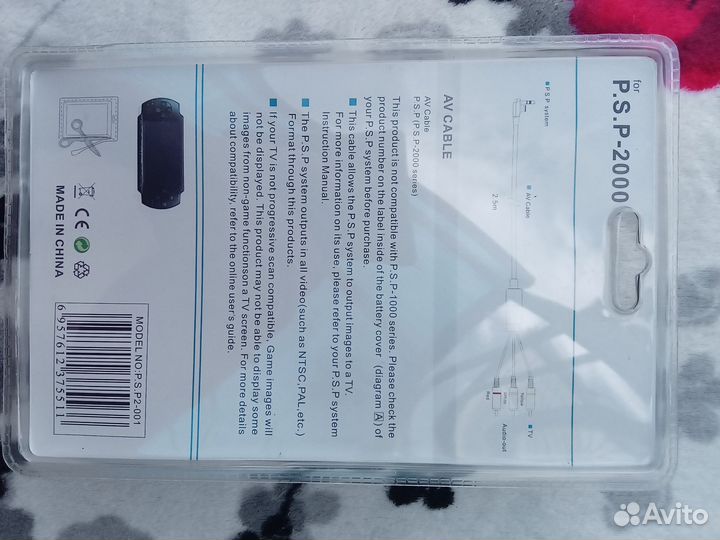 for
P.S.P-2000
PSP system
AV Cable
2.5m
TV
Yellow
White
Red
Audio-out
AV CABLE
AV Cable
P.S.P (P.S.P-2000 series)
This product is not compatible with P.S.P-1000 series. Please check the
product number on the label inside of the battery cover (diagram A) of
your P.S.P system before purchase.
This cable allows the P.S.P system to output images to a TV.
For more information on its use, please refer to your P.S.P system
Instruction Manual.
The P.S.P system outputs in all video(such as NTSC,PAL,etc.)
Format through this products.
If your TV is not progressive scan compatible, Game images will
not be displayed. This product may not be able to display some
images from non-game functionson a TV screen. For more details
about compatibility, refer to the online user's guide.
CE
MADE IN CHINA
MODEL NO:P.S.P2-001
6 957612 375511
Avito